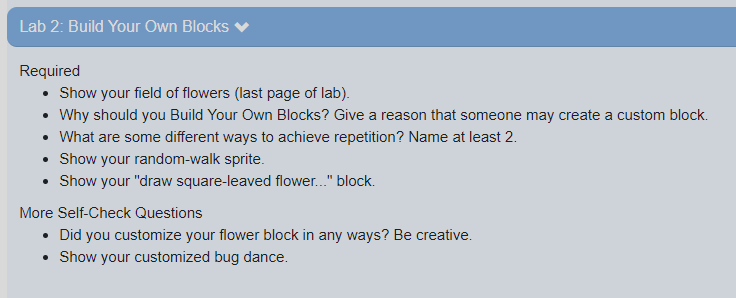 Lab 2: Build Your Own Blocks
Required
Show your field of flowers (last page of lab).
Why should you Build Your Own Blocks? Give a reason that someone may create a custom block.
What are some different ways to achieve repetition? Name at least 2.
Show your random-walk sprite.
Show your "draw square-leaved flower..." block.
More Self-Check Questions
Did you customize your flower block in any ways? Be creative.
Show your customized bug dance.